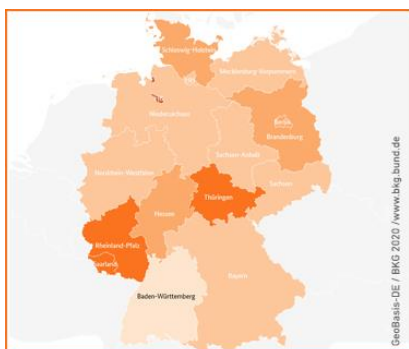 Schleswig-Holstein
Mecklenburg-Vorpommern
Niedersachsen
Berlin
Brandenburg
Sachsen-Anhalt
Nordrhein-Westfalen
Sachsen
Thüringen
Hessen
Rheinland-Pfalz
Saarland
Bayern
Baden-Württemberg
GeoBasis-DE / BKG 2020 /www.bkg.bund.de